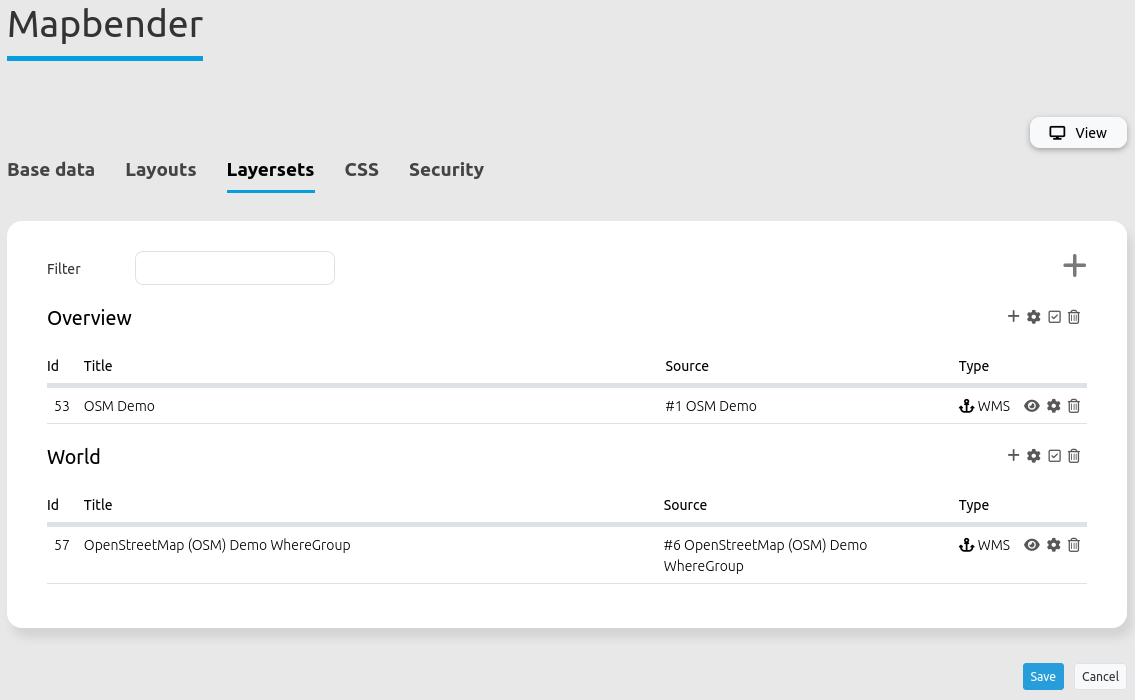 Mapbender
View
Base data Layouts Layersets CSS Security
Filter
Overview
Id Title Source Type
53 OSM Demo #1 OSM Demo WMS
World
Id Title Source Type
57 OpenStreetMap (OSM) Demo WhereGroup #6 OpenStreetMap (OSM) Demo WMS
WhereGroup
Save Cancel